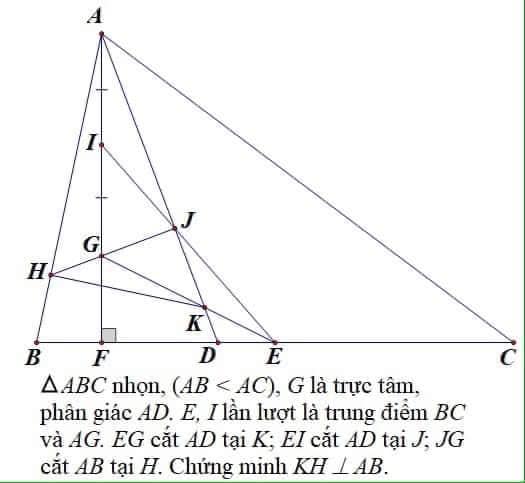 A
I
J
G
H
K
B
F
D
E
C
△ABC nhọn, (AB < AC), G là trực tâm,
phân giác AD. E, I lần lượt là trung điểm BC
và AG. EG cắt AD tại K; EI cắt AD tại J; JG
cắt AB tại H. Chứng minh KH ⊥ AB.